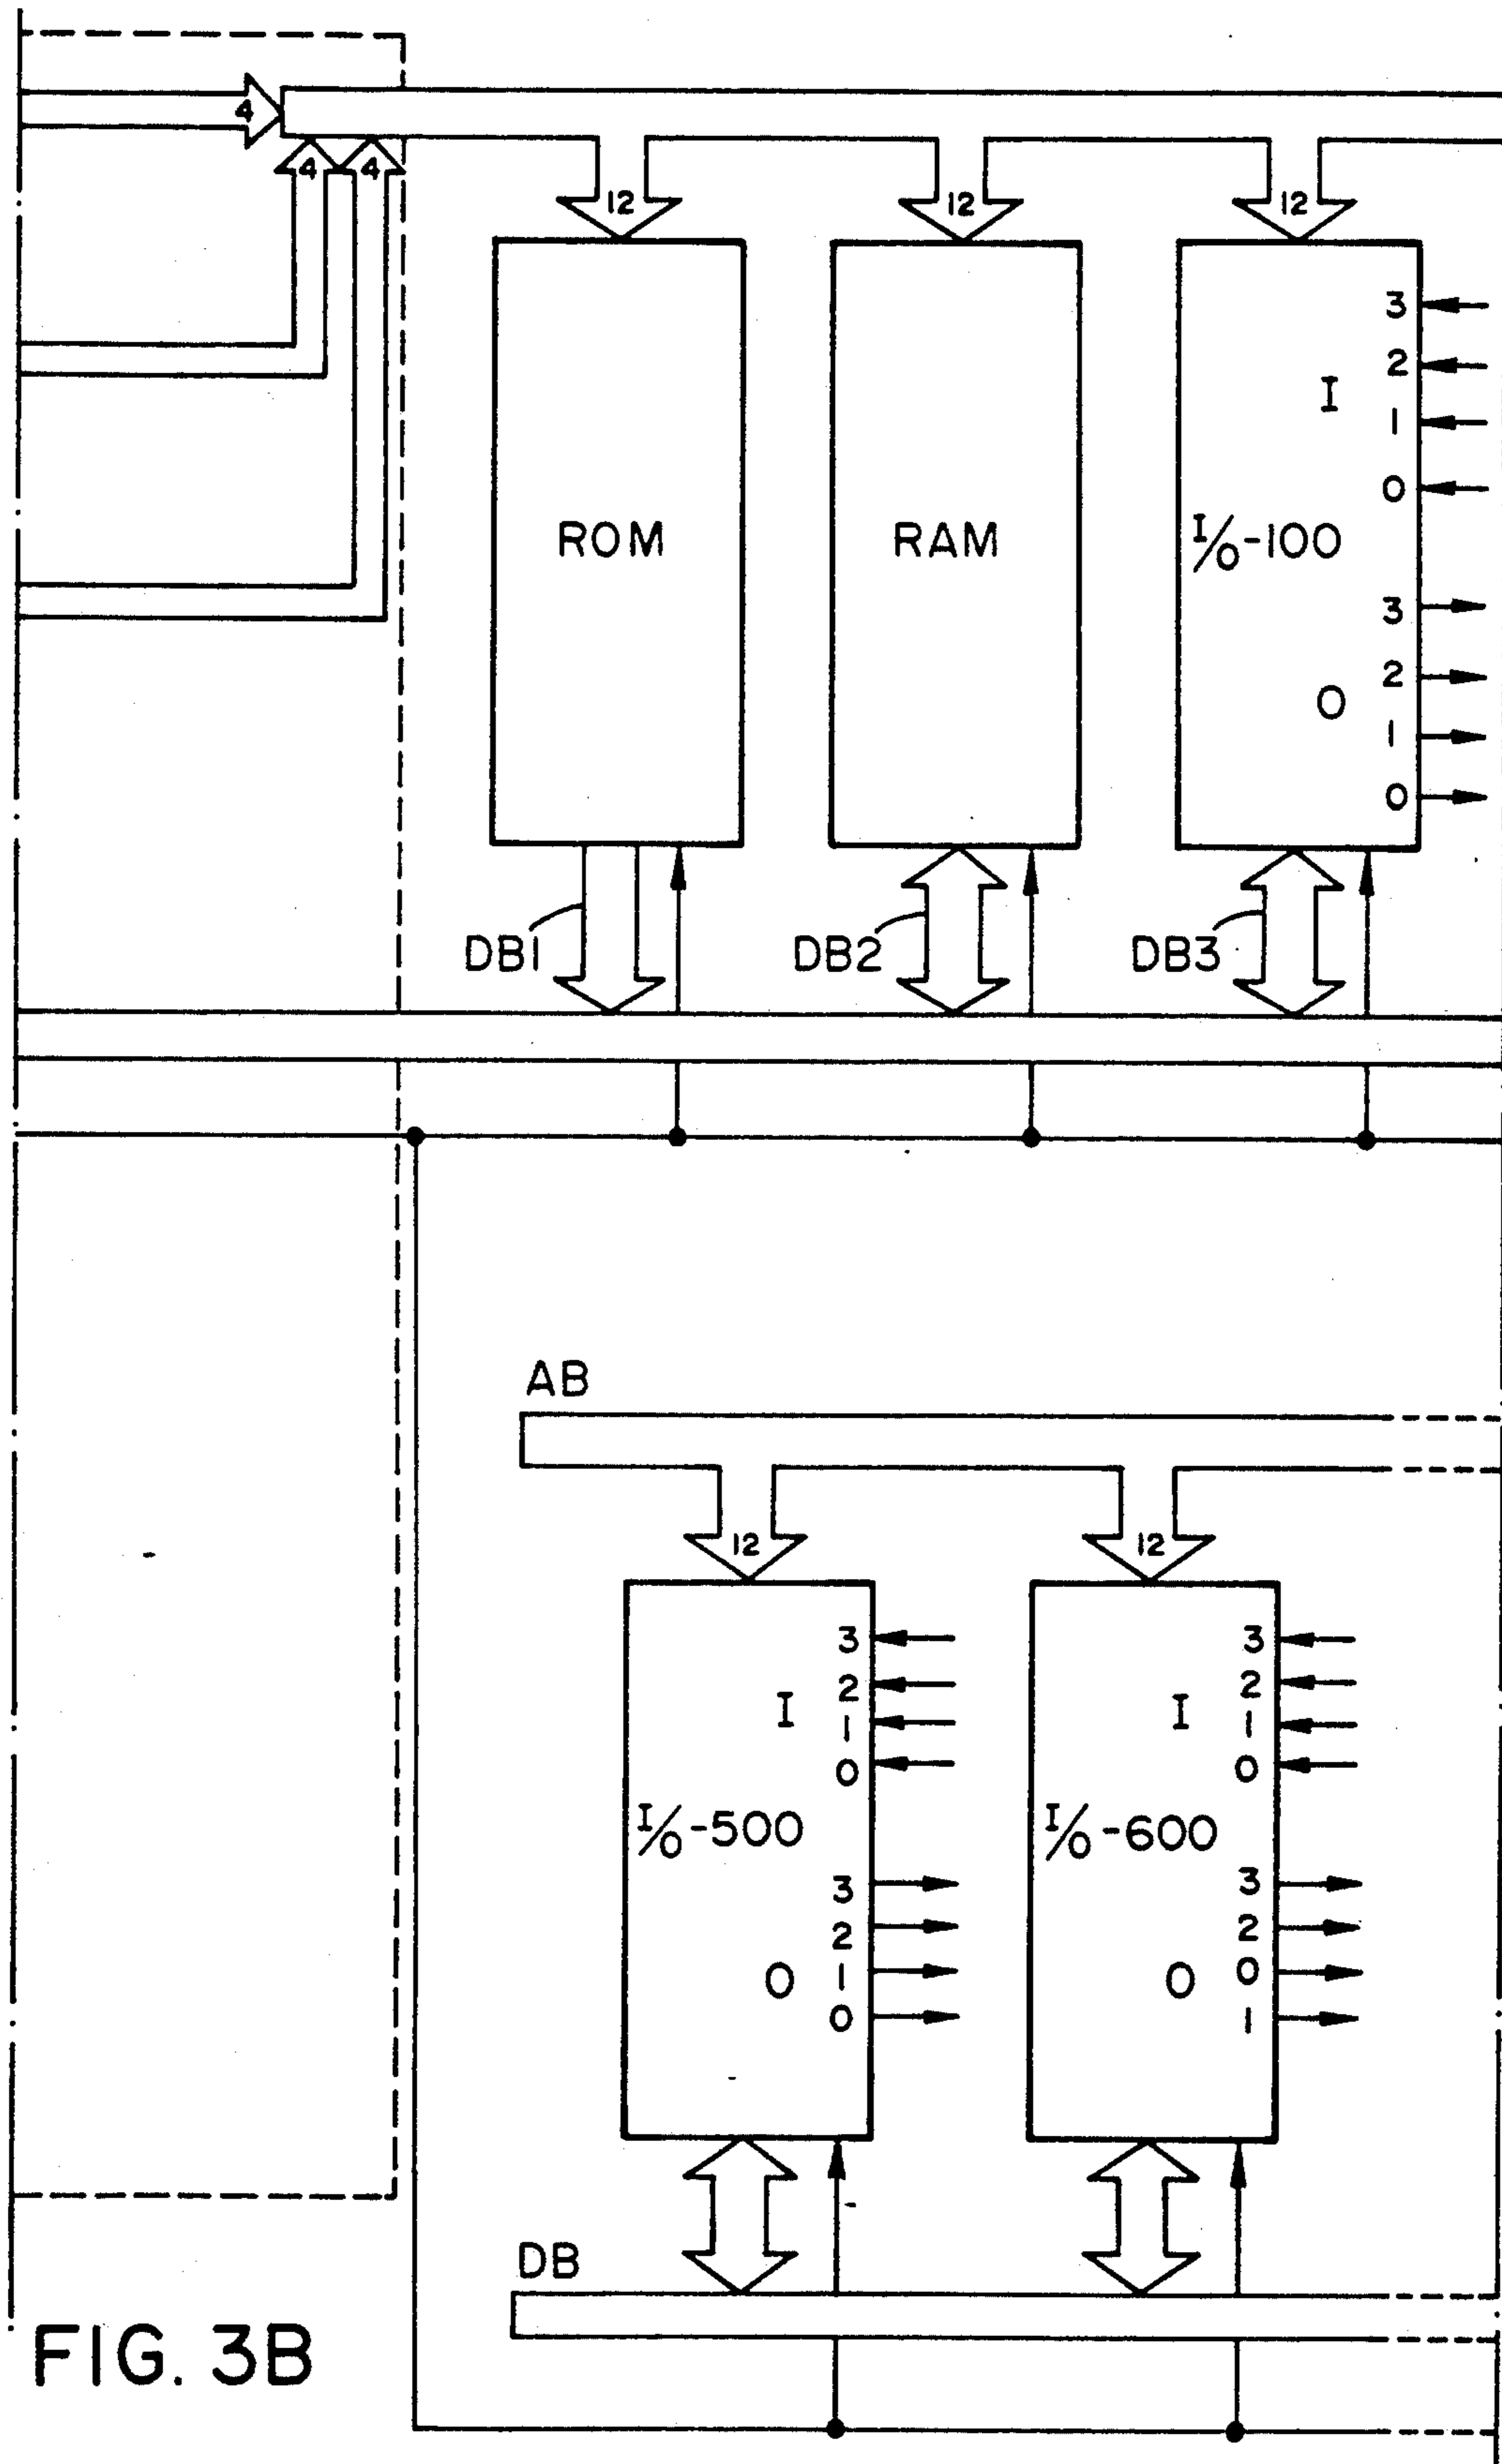 4
4 4
12 12 12
3
2
I
1
0
ROM RAM I/O-100
3
2
O
1
0
DB1 DB2 DB3
AB
12 12
3 3
2 2
I I
1 1
0 0
I/O-500 I/O-600
3 3
2 2
O 1 O 0
0 1
DB
FIG. 3B